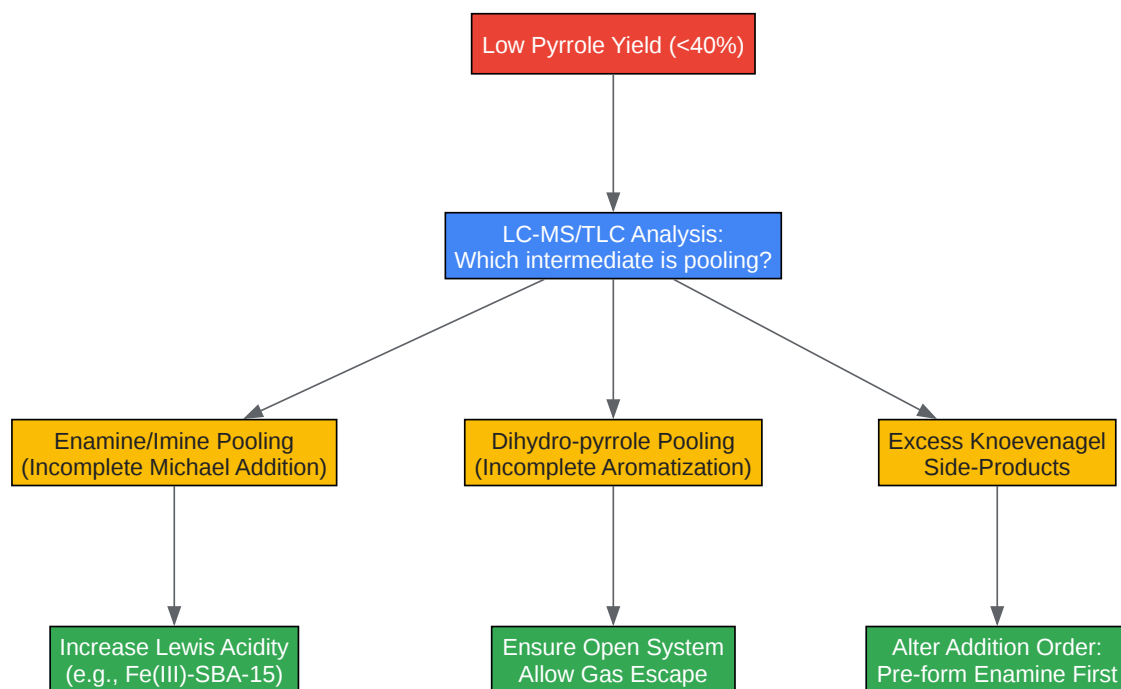 Low Pyrrole Yield (<40%)
LC-MS/TLC Analysis:
Which intermediate is pooling?
Enamine/Imine Pooling
(Incomplete Michael Addition)
Dihydro-pyrrole Pooling
(Incomplete Aromatization)
Excess Knoevenagel
Side-Products
Increase Lewis Acidity
(e.g., Fe(III)-SBA-15)
Ensure Open System
Allow Gas Escape
Alter Addition Order:
Pre-form Enamine First